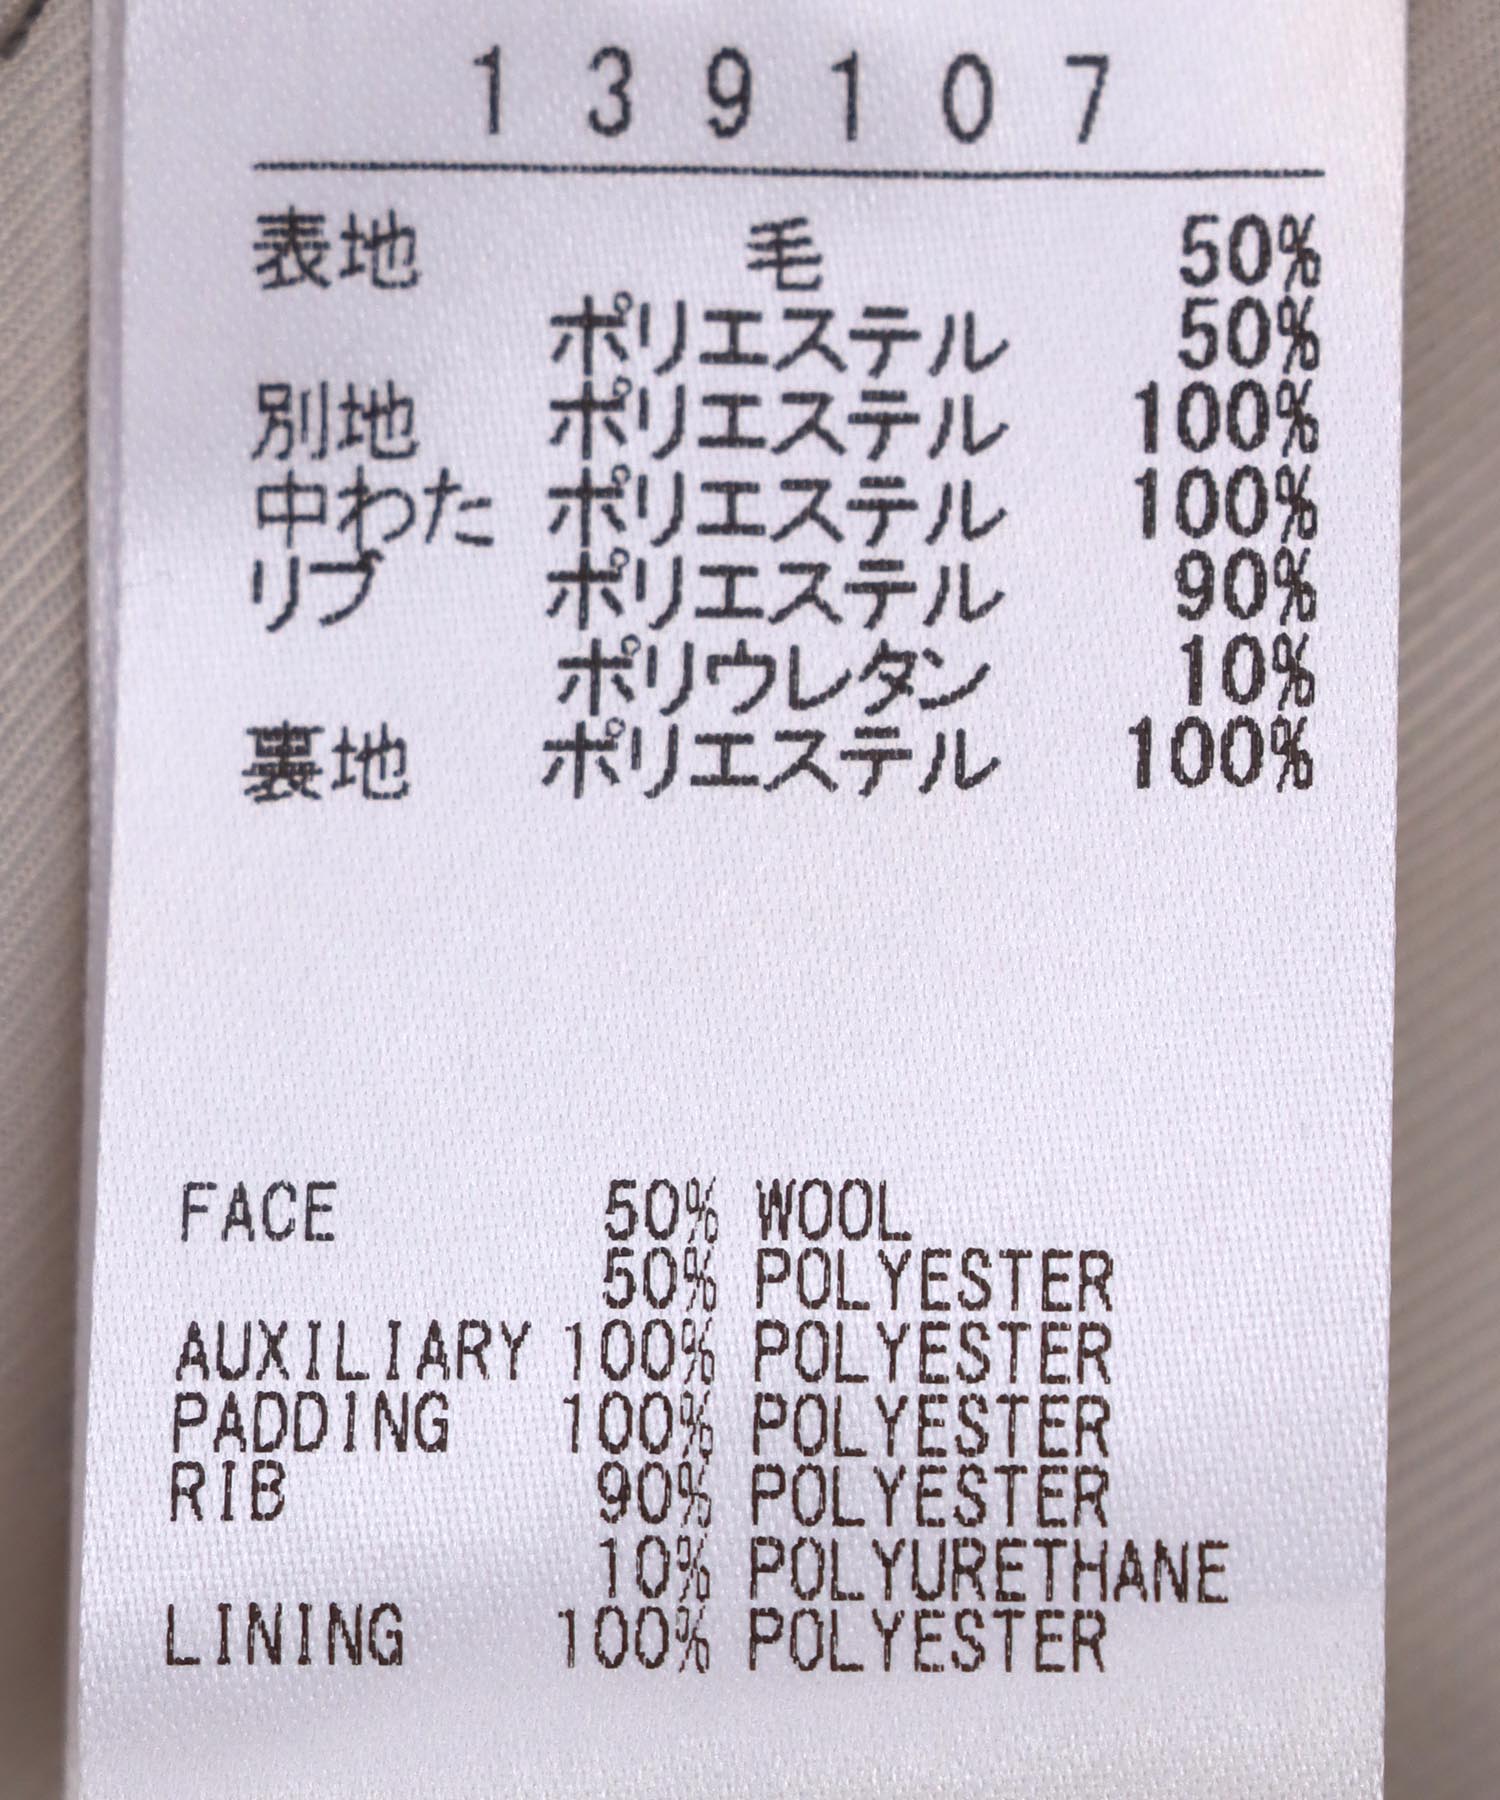 139107
表地 毛 50%
ポリエステル 50%
別地 ポリエステル 100%
中わた ポリエステル 100%
リブ ポリエステル 90%
ポリウレタン 10%
裏地 ポリエステル 100%
FACE 50% WOOL
50% POLYESTER
AUXILIARY 100% POLYESTER
PADDING 100% POLYESTER
RIB 90% POLYESTER
10% POLYURETHANE
LINING 100% POLYESTER